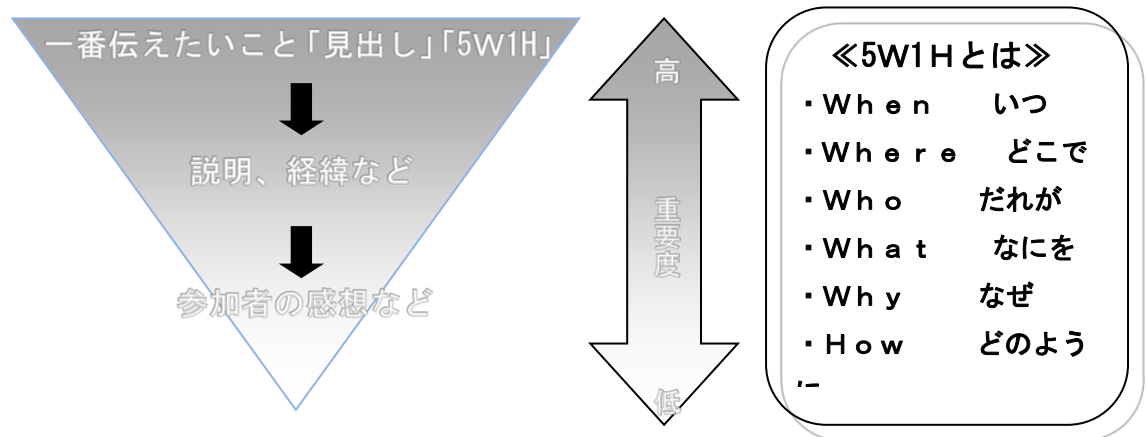 一番伝えたいこと「見出し」「5W1H」
説明、経緯など
参加者の感想など
高
重要度
低
≪5W1Hとは≫
・Ｗｈｅｎ　いつ
・Ｗｈｅｒｅ　どこで
・Ｗｈｏ　だれが
・Ｗｈａｔ　なにを
・Ｗｈｙ　なぜ
・Ｈｏｗ　どのよう